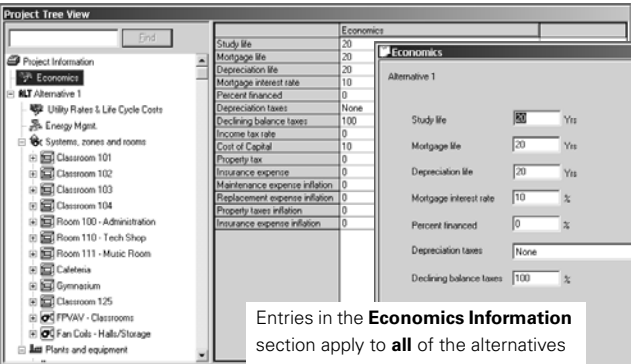 Project Tree View
Find
Project Information
Economics
ALT Alternative 1
Utility Rates & Life Cycle Costs
Energy Mgmt.
Systems, zones and rooms
Classroom 101
Classroom 102
Classroom 103
Classroom 104
Room 100 - Administration
Room 110 - Tech Shop
Room 111 - Music Room
Cafeteria
Gymnasium
Classroom 125
FPVAV - Classrooms
Fan Coils - Halls/Storage
Plants and equipment
Economics
Study life 20
Mortgage life 20
Depreciation life 20
Mortgage interest rate 10
Percent financed 0
Depreciation taxes None
Declining balance taxes 100
Income tax rate 0
Cost of Capital 10
Property tax 0
Insurance expense 0
Maintenance expense inflation 0
Replacement expense inflation 0
Property taxes inflation 0
Insurance expense inflation 0
Economics
Alternative 1
Study life 20 Yrs
Mortgage life 20 Yrs
Depreciation life 20 Yrs
Mortgage interest rate 10 %
Percent financed 0 %
Depreciation taxes None
Declining balance taxes 100 %
Entries in the Economics Information
section apply to all of the alternatives